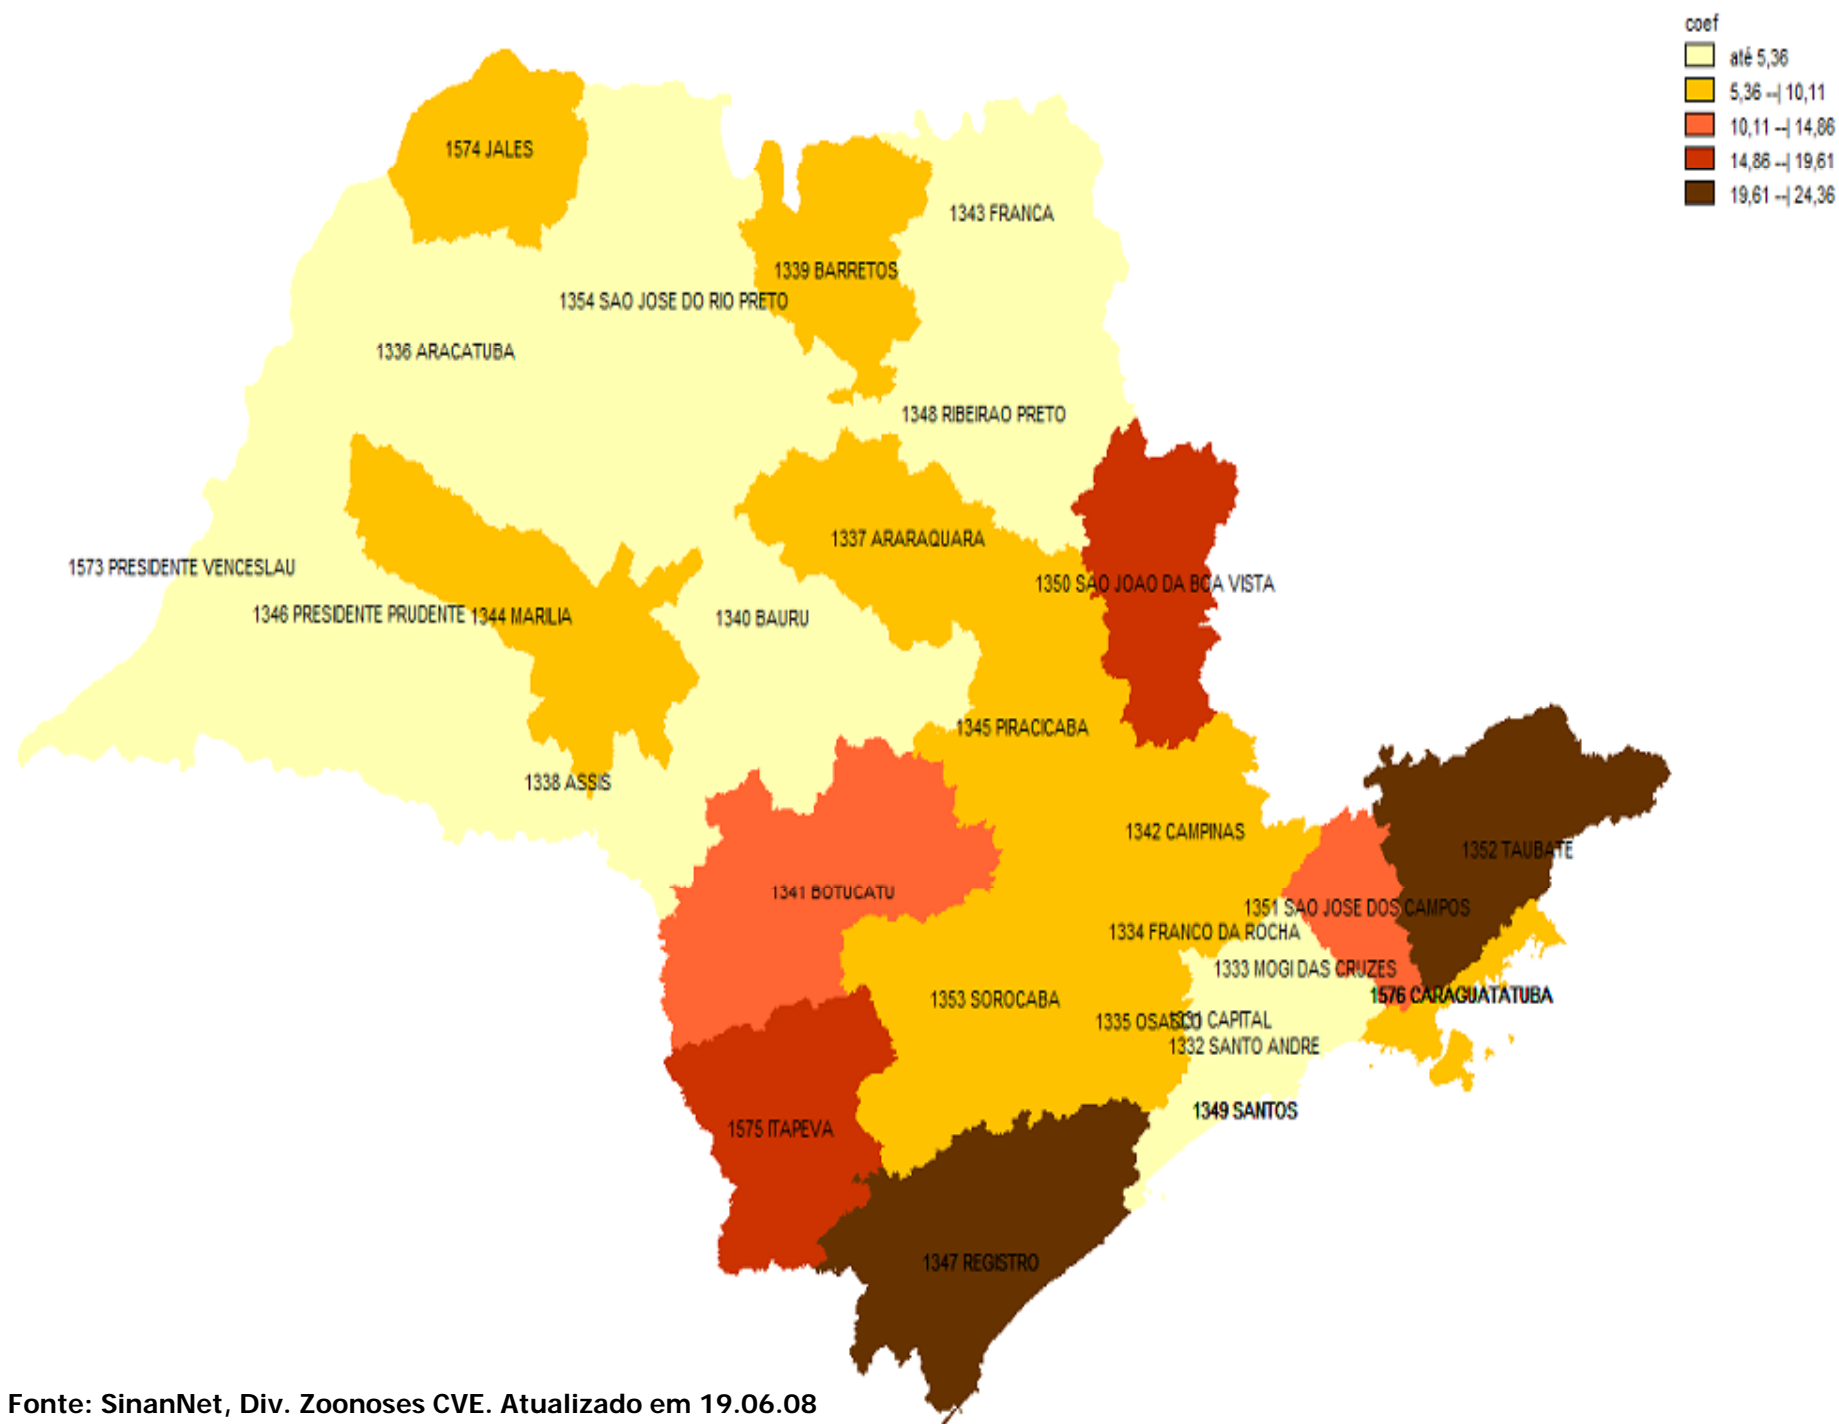 coef
até 5,36
5,36 --| 10,11
10,11 --| 14,86
14,86 --| 19,61
19,61 --| 24,36
1574 JALES
1343 FRANCA
1339 BARRETOS
1354 SAO JOSE DO RIO PRETO
1336 ARACATUBA
1348 RIBEIRAO PRETO
1337 ARARAQUARA
1573 PRESIDENTE VENCESLAU
1350 SAO JOAO DA BOA VISTA
1346 PRESIDENTE PRUDENTE
1344 MARILIA
1340 BAURU
1345 PIRACICABA
1338 ASSIS
1342 CAMPINAS
1352 TAUBATE
1341 BOTUCATU
1351 SAO JOSE DOS CAMPOS
1334 FRANCO DA ROCHA
1333 MOGI DAS CRUZES
1576 CARAGUATATUBA
1353 SOROCABA
1335 OSASCO
CAPITAL
1332 SANTO ANDRE
1349 SANTOS
1575 ITAPEVA
1347 REGISTRO
Fonte: SinanNet, Div. Zoonoses CVE. Atualizado em 19.06.08